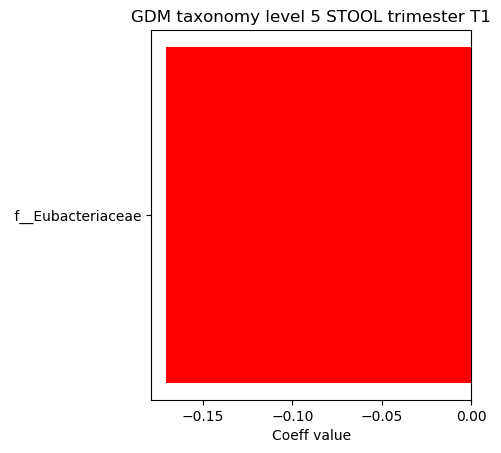 GDM taxonomy level 5 STOOL trimester T1
f__Eubacteriaceae
−0.15 −0.10 −0.05 0.00
Coeff value